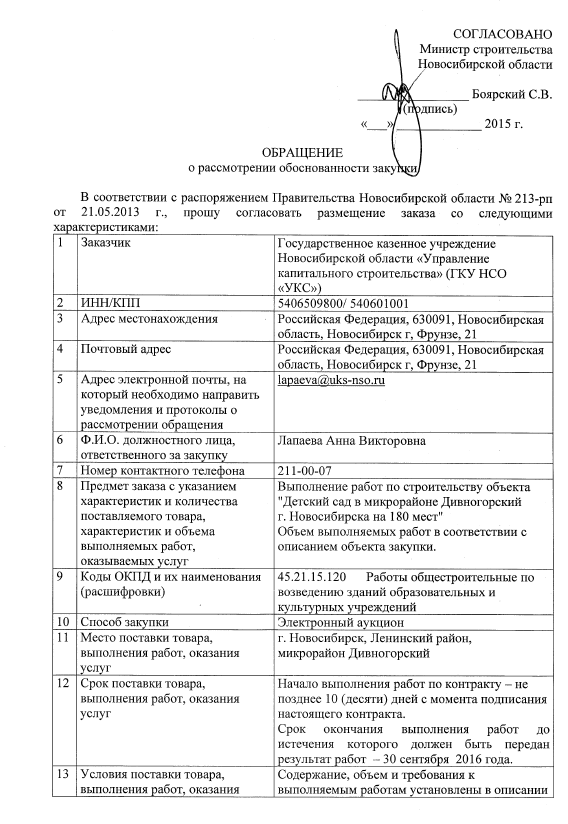 СОГЛАСОВАНО
Министр строительства
Новосибирской области
_______________ Боярский С.В.
(подпись)
«___» ____________ 2015 г.
ОБРАЩЕНИЕ
о рассмотрении обоснованности закупки
В соответствии с распоряжением Правительства Новосибирской области № 213-рп
от 21.05.2013 г., прошу согласовать размещение заказа со следующими
характеристиками:
1 Заказчик
Государственное казенное учреждение
Новосибирской области «Управление
капитального строительства» (ГКУ НСО
«УКС»)
2 ИНН/КПП
5406509800/ 540601001
3 Адрес местонахождения
Российская Федерация, 630091, Новосибирская
область, Новосибирск г, Фрунзе, 21
4 Почтовый адрес
Российская Федерация, 630091, Новосибирская
область, Новосибирск г, Фрунзе, 21
5 Адрес электронной почты, на
который необходимо направить
уведомления и протоколы о
рассмотрении обращения
lapaeva@uks-nso.ru
6 Ф.И.О. должностного лица,
ответственного за закупку
Лапаева Анна Викторовна
7 Номер контактного телефона
211-00-07
8 Предмет заказа с указанием
характеристик и количества
поставляемого товара,
характеристик и объема
выполняемых работ,
оказываемых услуг
Выполнение работ по строительству объекта
"Детский сад в микрорайоне Дивногорский
г. Новосибирска на 180 мест"
Объем выполняемых работ в соответствии с
описанием объекта закупки.
9 Коды ОКПД и их наименования
(расшифровки)
45.21.15.120 Работы общестроительные по
возведению зданий образовательных и
культурных учреждений
10 Способ закупки
Электронный аукцион
11 Место поставки товара,
выполнения работ, оказания
услуг
г. Новосибирск, Ленинский район,
микрорайон Дивногорский
12 Срок поставки товара,
выполнения работ, оказания
услуг
Начало выполнения работ по контракту – не
позднее 10 (десяти) дней с момента подписания
настоящего контракта.
Срок окончания выполнения работ до
истечения которого должен быть передан
результат работ – 30 сентября 2016 года.
13 Условия поставки товара,
выполнения работ, оказания
Содержание, объем и требования к
выполняемым работам установлены в описании